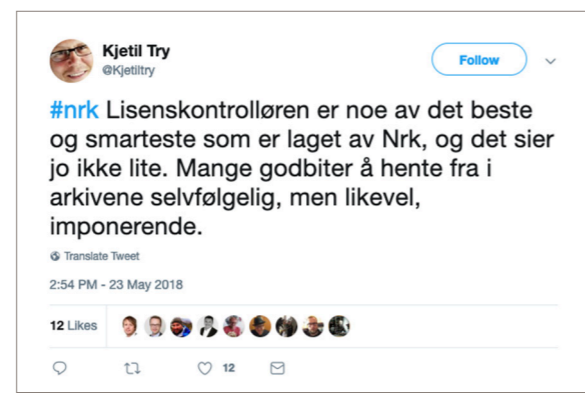 Kjetil Try
@Kjetiltry
Follow
#nrk Lisenskontrolløren er noe av det beste
og smarteste som er laget av Nrk, og det sier
jo ikke lite. Mange godbiter å hente fra i
arkivene selvfølgelig, men likevel,
imponerende.
Translate Tweet
2:54 PM - 23 May 2018
12 Likes
12